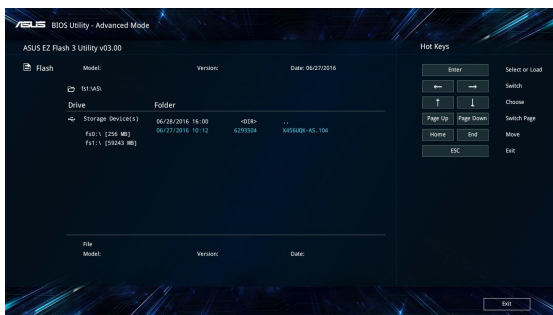 ASUS BIOS Utility - Advanced Mode
ASUS EZ Flash 3 Utility v03.00
Hot Keys
Flash Model: Version: Date: 06/27/2016
fs1:\AS\
Drive Folder
Storage Device(s)
fs0:\ [256 MB]
fs1:\ [59243 MB]
06/28/2016 16:00 <DIR> ..
06/27/2016 10:12 6293504 X456UQK-AS.104
File
Model: Version: Date:
Enter Select or Load
← → Switch
↑ ↓ Choose
Page Up Page Down Switch Page
Home End Move
ESC Exit
Exit